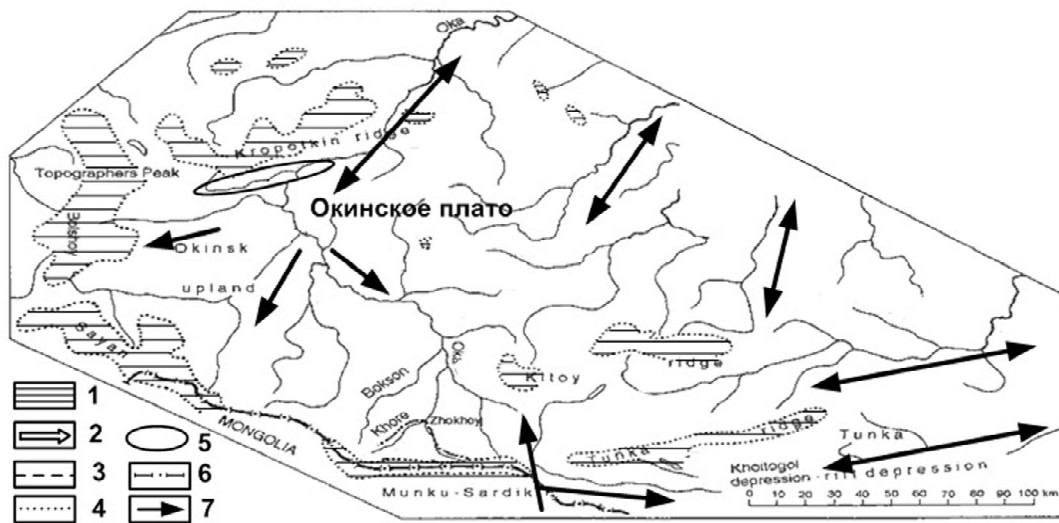 Oka
Kropotkin ridge
Topographers Peak
Окинское плато
Bolshoy
Okinsk
upland
Sayan
Oka
Kitoy
ridge
Bokson
Khore
Zhokhoy
MONGOLIA
Tunka
ridge
Tunka
Khoitogol
depression-rift depression
Munku-Sardik
0 10 20 30 40 50 60 70 80 90 100 km
1
2
3
4
5
6
7